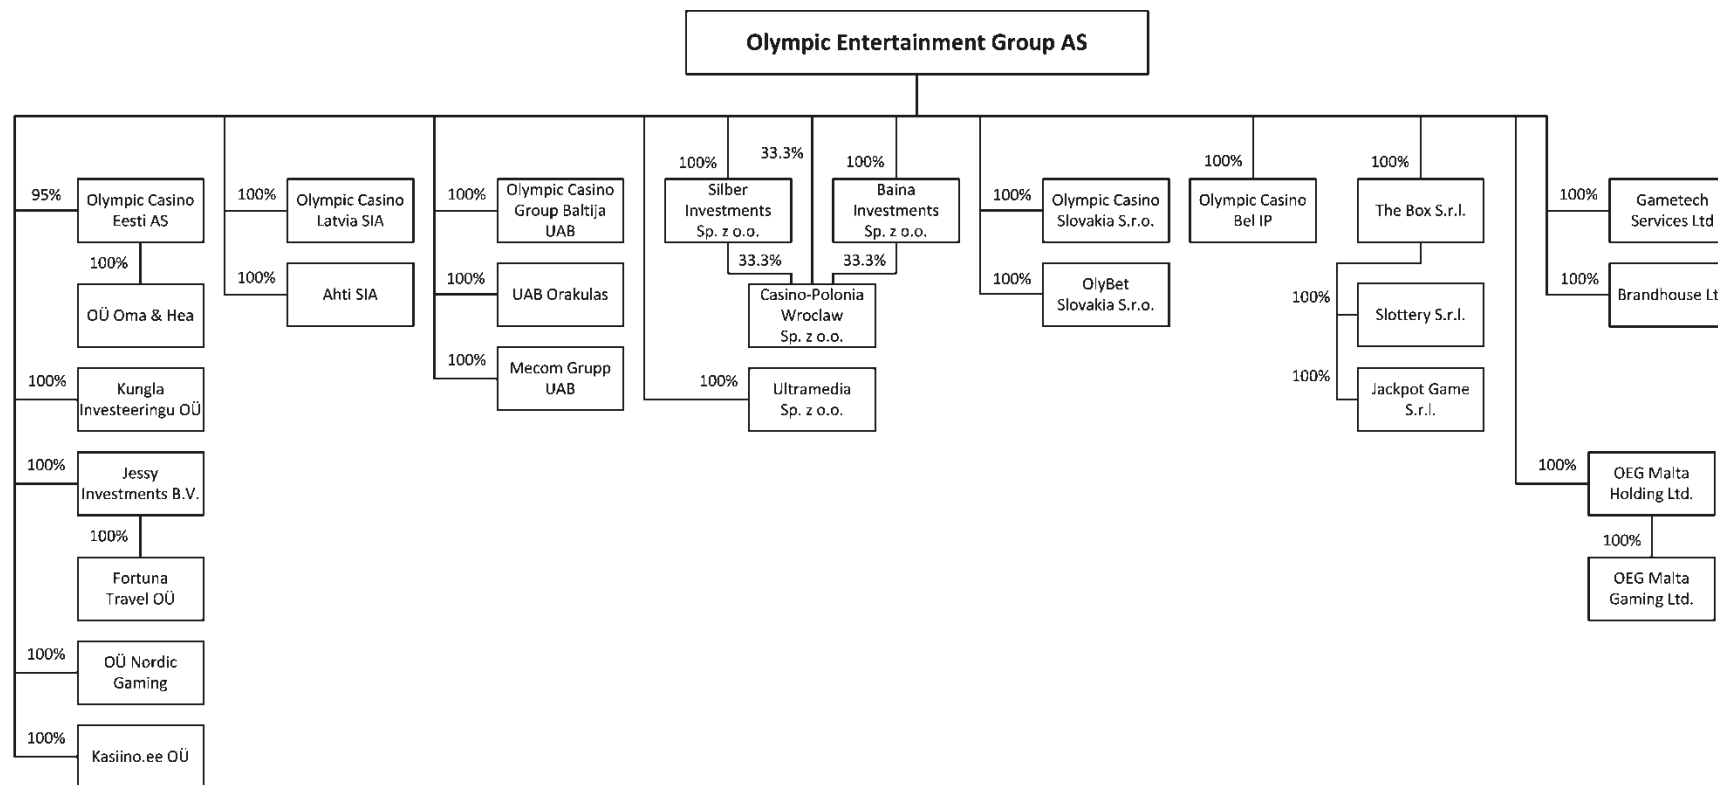 Olympic Entertainment Group AS
95%
Olympic Casino
Eesti AS
100%
OÜ Oma & Hea
100%
Kungla
Investeeringu OÜ
100%
Jessy
Investments B.V.
100%
Fortuna
Travel OÜ
100%
OÜ Nordic
Gaming
100%
Kasiino.ee OÜ
100%
Olympic Casino
Latvia SIA
100%
Ahti SIA
100%
Olympic Casino
Group Baltija
UAB
100%
UAB Orakulas
100%
Mecom Grupp
UAB
100%
Silber
Investments
Sp. z o.o.
33.3%
33.3%
100%
Baina
Investments
Sp. z o.o.
33.3%
Casino-Polonia
Wroclaw
Sp. z o.o.
100%
Ultramedia
Sp. z o.o.
100%
Olympic Casino
Slovakia S.r.o.
100%
OlyBet
Slovakia S.r.o.
100%
Olympic Casino
Bel IP
100%
The Box S.r.l.
100%
Slottery S.r.l.
100%
Jackpot Game
S.r.l.
100%
Gametech
Services Ltd
100%
Brandhouse Lt
100%
OEG Malta
Holding Ltd.
100%
OEG Malta
Gaming Ltd.